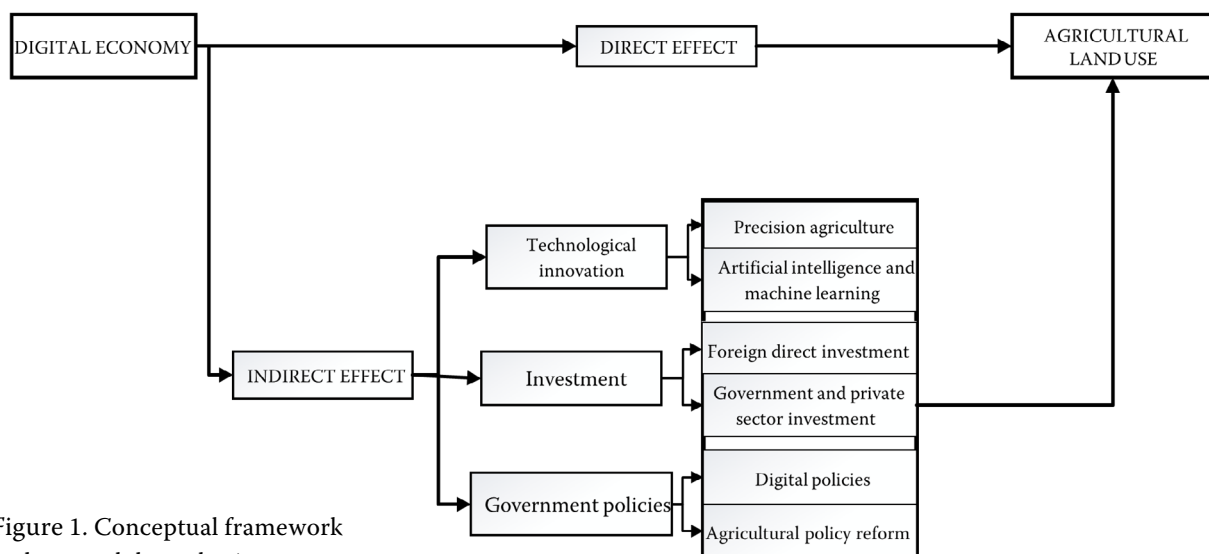 DIGITAL ECONOMY
DIRECT EFFECT
AGRICULTURAL
LAND USE
Precision agriculture
Technological
innovation
Artificial intelligence and
machine learning
Foreign direct investment
INDIRECT EFFECT
Investment
Government and private
sector investment
Digital policies
Government policies
Agricultural policy reform
Figure 1. Conceptual framework